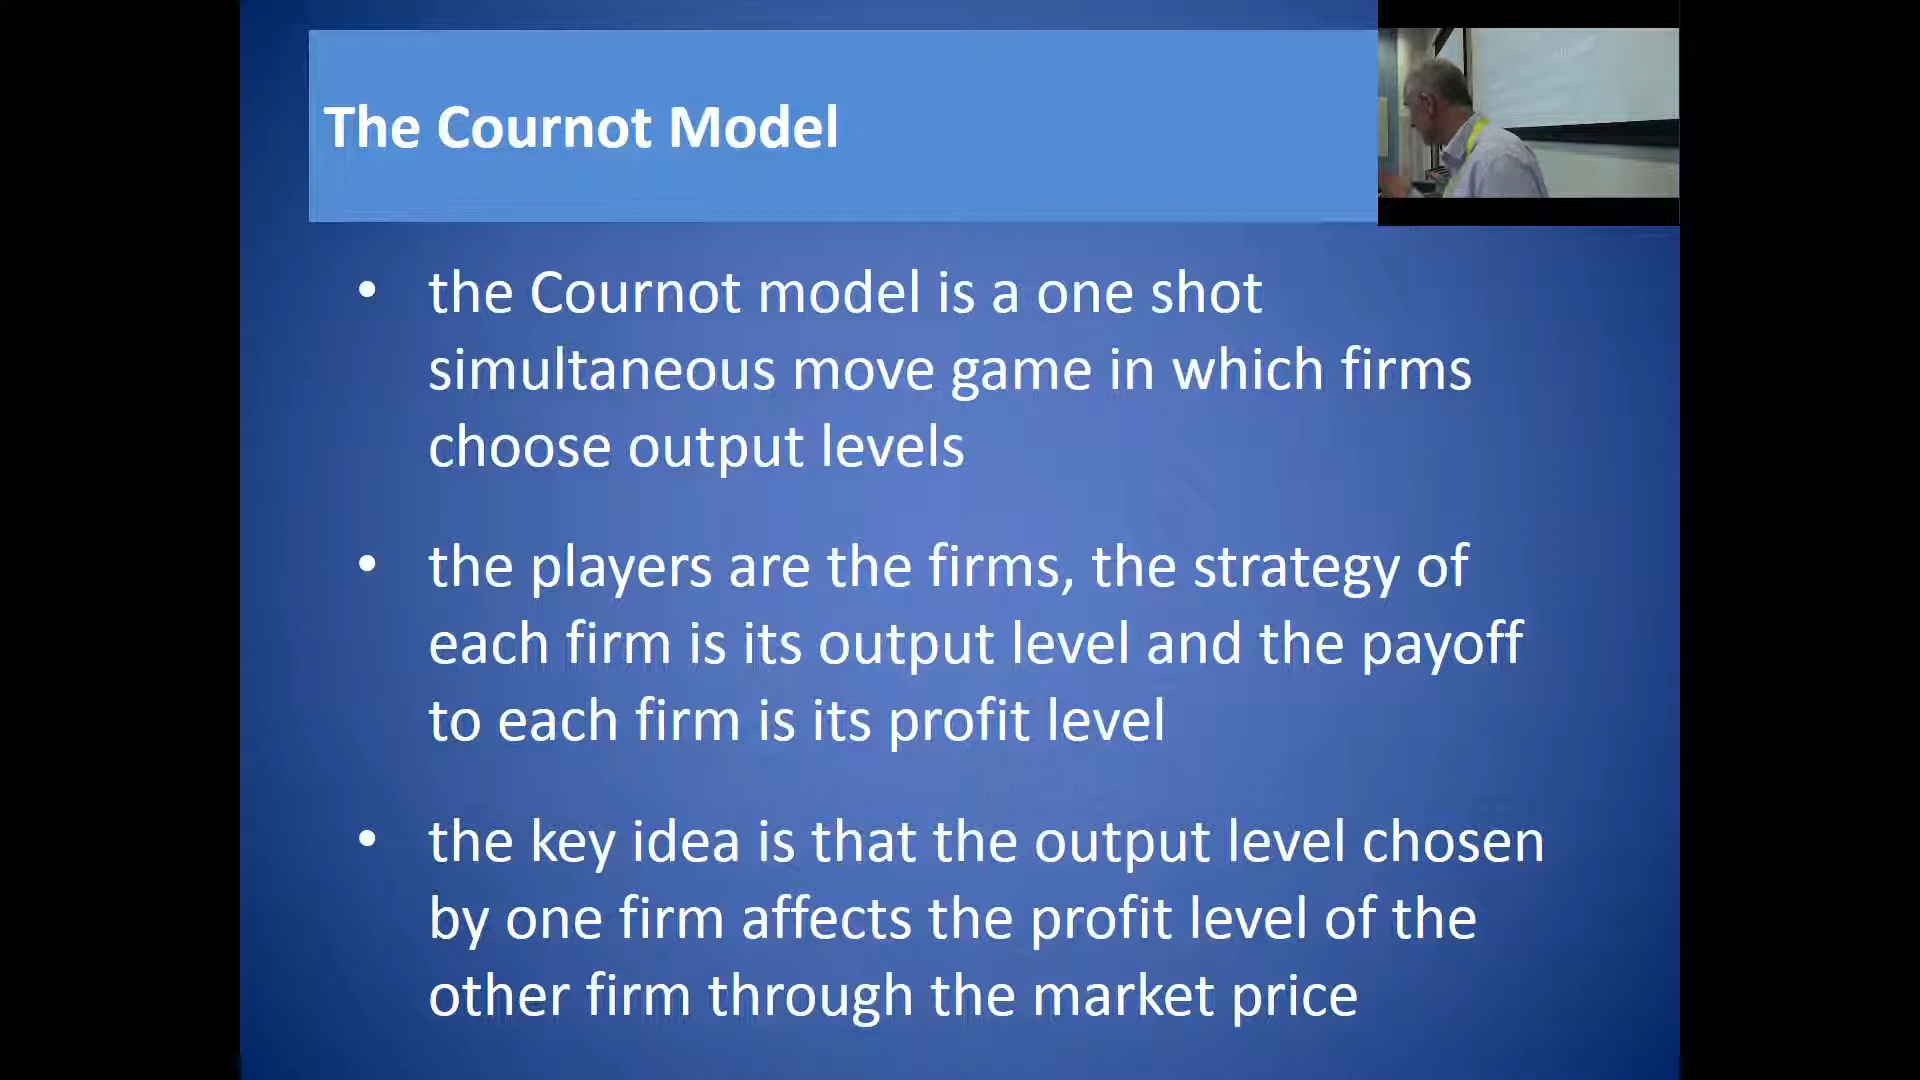 The Cournot Model
• the Cournot model is a one shot
simultaneous move game in which firms
choose output levels
• the players are the firms, the strategy of
each firm is its output level and the payoff
to each firm is its profit level
• the key idea is that the output level chosen
by one firm affects the profit level of the
other firm through the market price